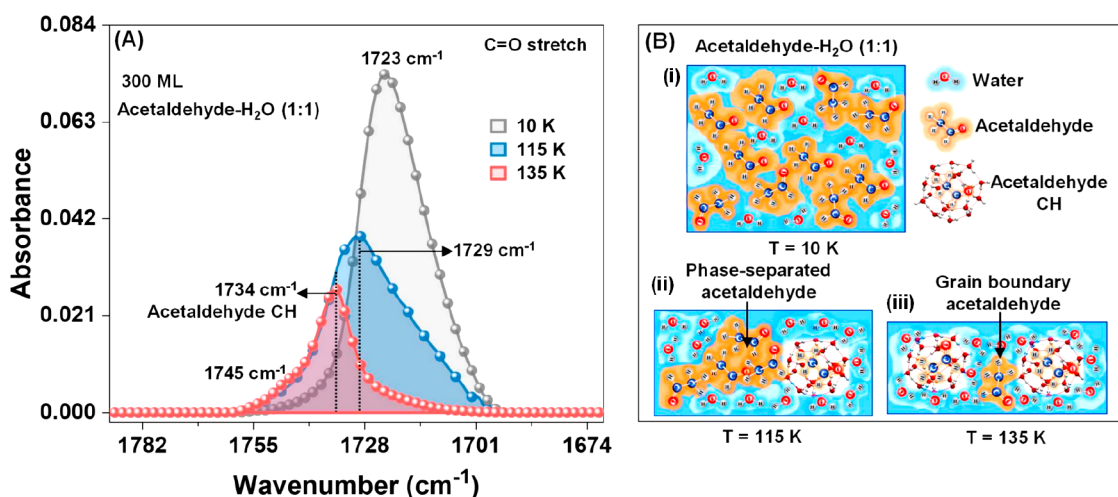 (A)
C=O stretch
1723 cm⁻¹
300 ML
Acetaldehyde-H₂O (1:1)
10 K
115 K
135 K
1729 cm⁻¹
1734 cm⁻¹
Acetaldehyde CH
1745 cm⁻¹
0.084
0.063
0.042
0.021
0.000
Absorbance
1782
1755
1728
1701
1674
Wavenumber (cm⁻¹)
(B)
Acetaldehyde-H₂O (1:1)
(i)
Water
Acetaldehyde
Acetaldehyde
CH
T = 10 K
(ii)
Phase-separated
acetaldehyde
(iii)
Grain boundary
acetaldehyde
T = 115 K
T = 135 K